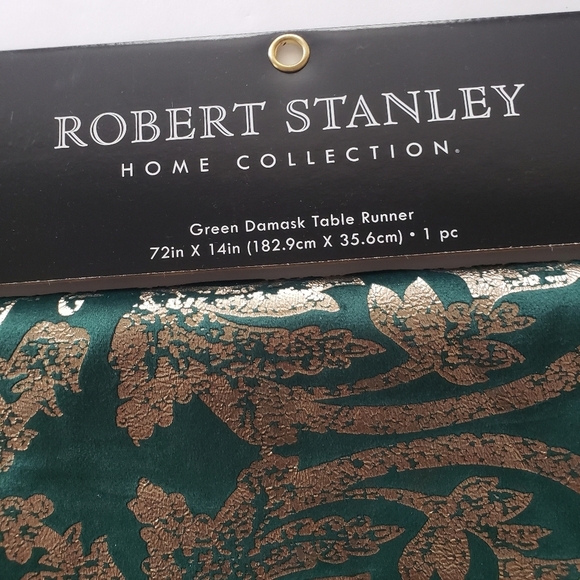 ROBERT STANLEY
HOME COLLECTION®
Green Damask Table Runner
72in X 14in (182.9cm X 35.6cm) • 1 pc